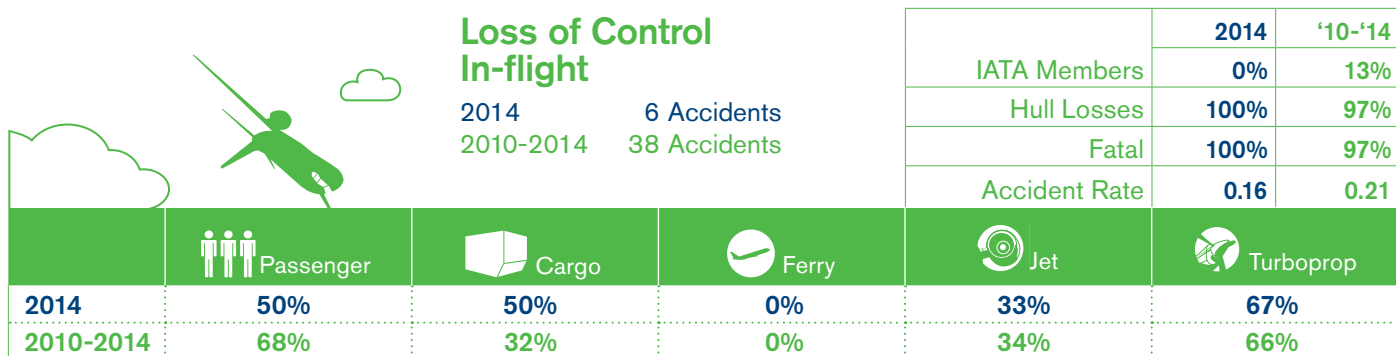 Loss of Control
In-flight
2014 6 Accidents
2010-2014 38 Accidents
2014 ‘10-‘14
IATA Members 0% 13%
Hull Losses 100% 97%
Fatal 100% 97%
Accident Rate 0.16 0.21
Passenger Cargo Ferry Jet Turboprop
2014 50% 50% 0% 33% 67%
2010-2014 68% 32% 0% 34% 66%